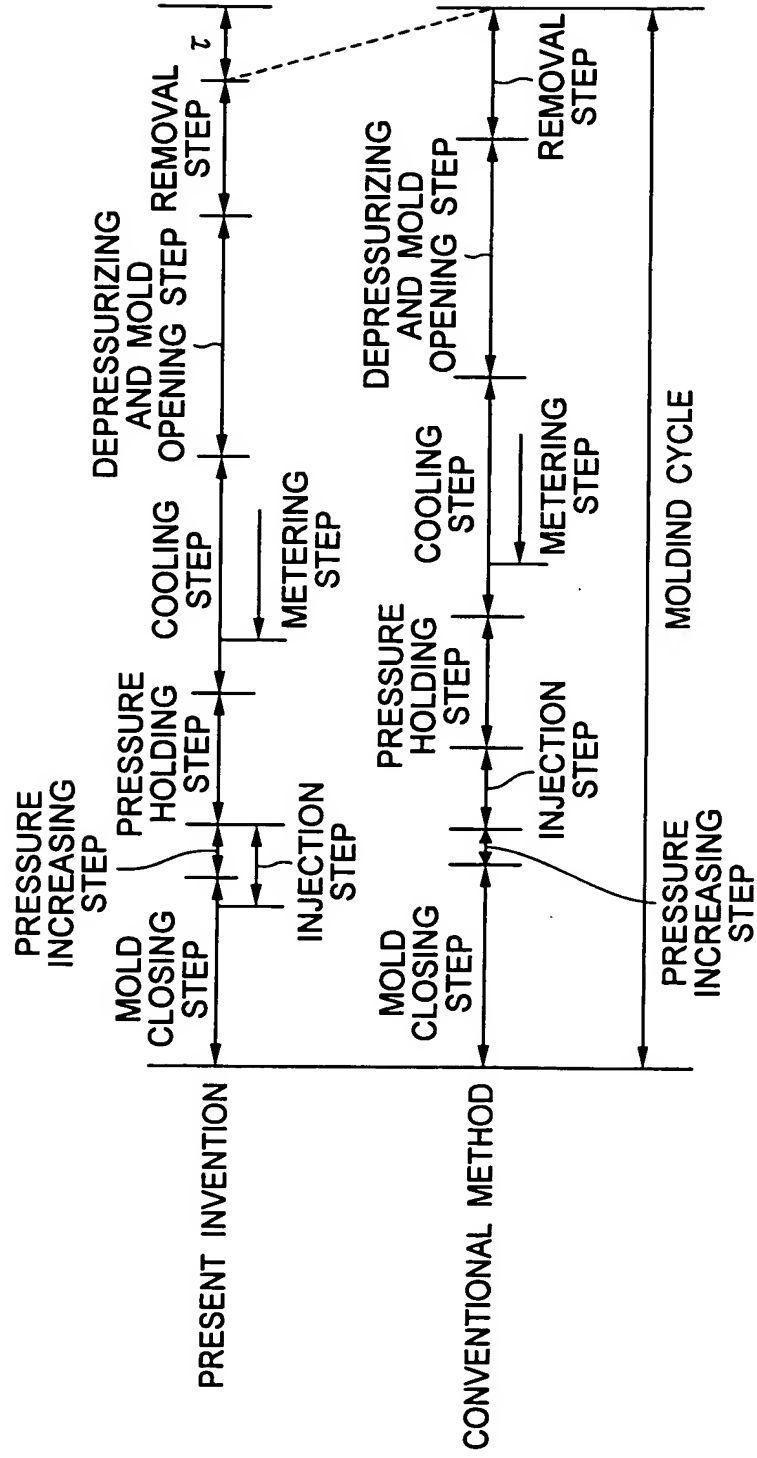 PRESENT INVENTION
PRESSURE
INCREASING
STEP
MOLD
CLOSING
STEP
INJECTION
STEP
PRESSURE
HOLDING
STEP
COOLING
STEP
METERING
STEP
DEPRESSURIZING
AND MOLD
OPENING STEP
REMOVAL
STEP
τ
CONVENTIONAL METHOD
MOLD
CLOSING
STEP
PRESSURE
INCREASING
STEP
INJECTION
STEP
PRESSURE
HOLDING
STEP
COOLING
STEP
METERING
STEP
DEPRESSURIZING
AND MOLD
OPENING STEP
REMOVAL
STEP
MOLDIND CYCLE